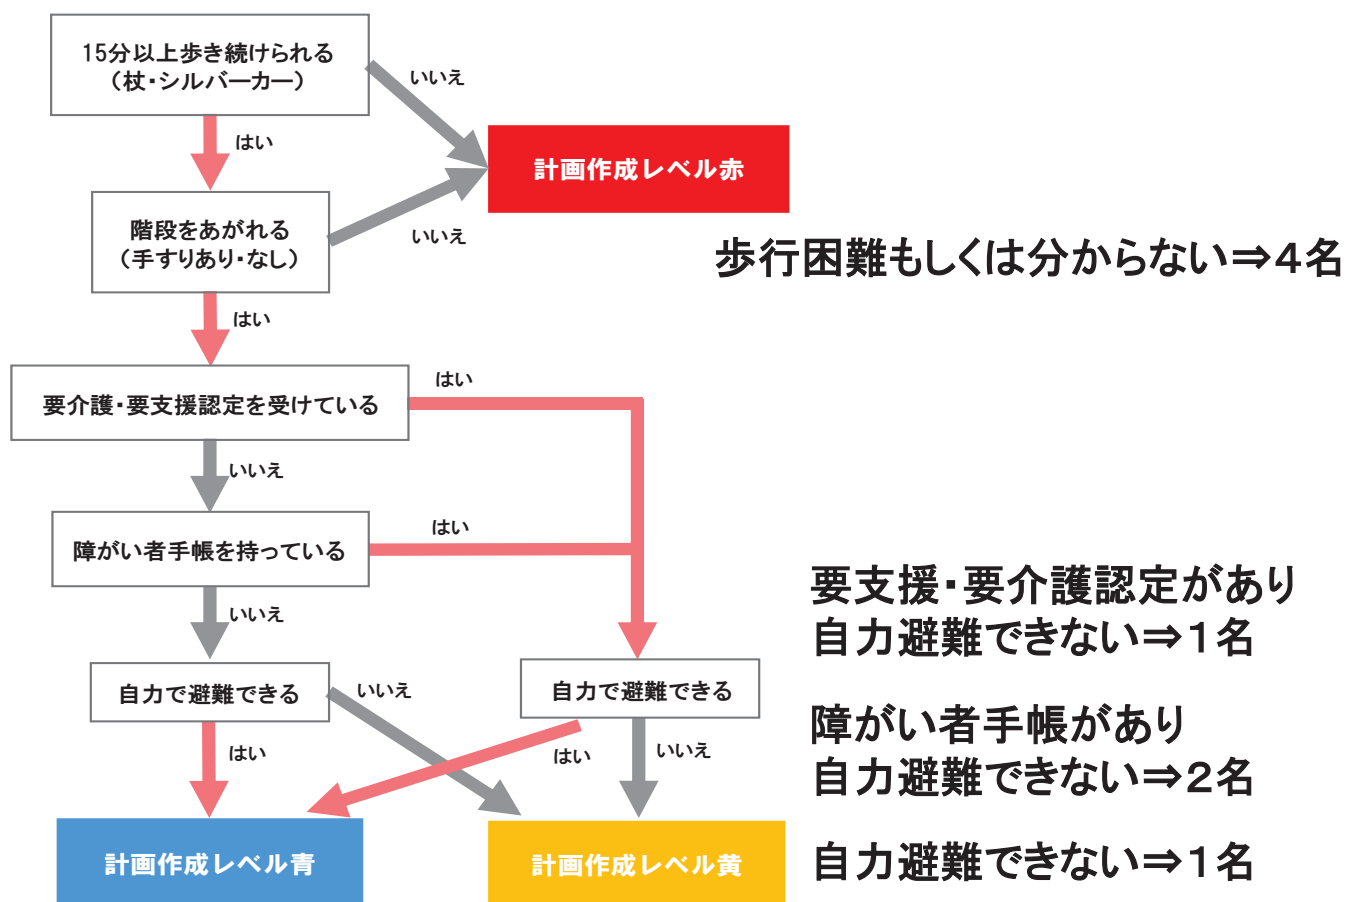 15分以上歩き続けられる
（杖・シルバーカー）
いいえ
はい
計画作成レベル赤
階段をあがれる
（手すりあり・なし）
いいえ
歩行困難もしくは分からない⇒４名
はい
要介護・要支援認定を受けている
はい
いいえ
障がい者手帳を持っている
はい
いいえ
要支援・要介護認定があり
自力避難できない⇒１名
自力で避難できる
いいえ
自力で避難できる
障がい者手帳があり
自力避難できない⇒２名
はい
はい
いいえ
計画作成レベル青
計画作成レベル黄
自力避難できない⇒１名